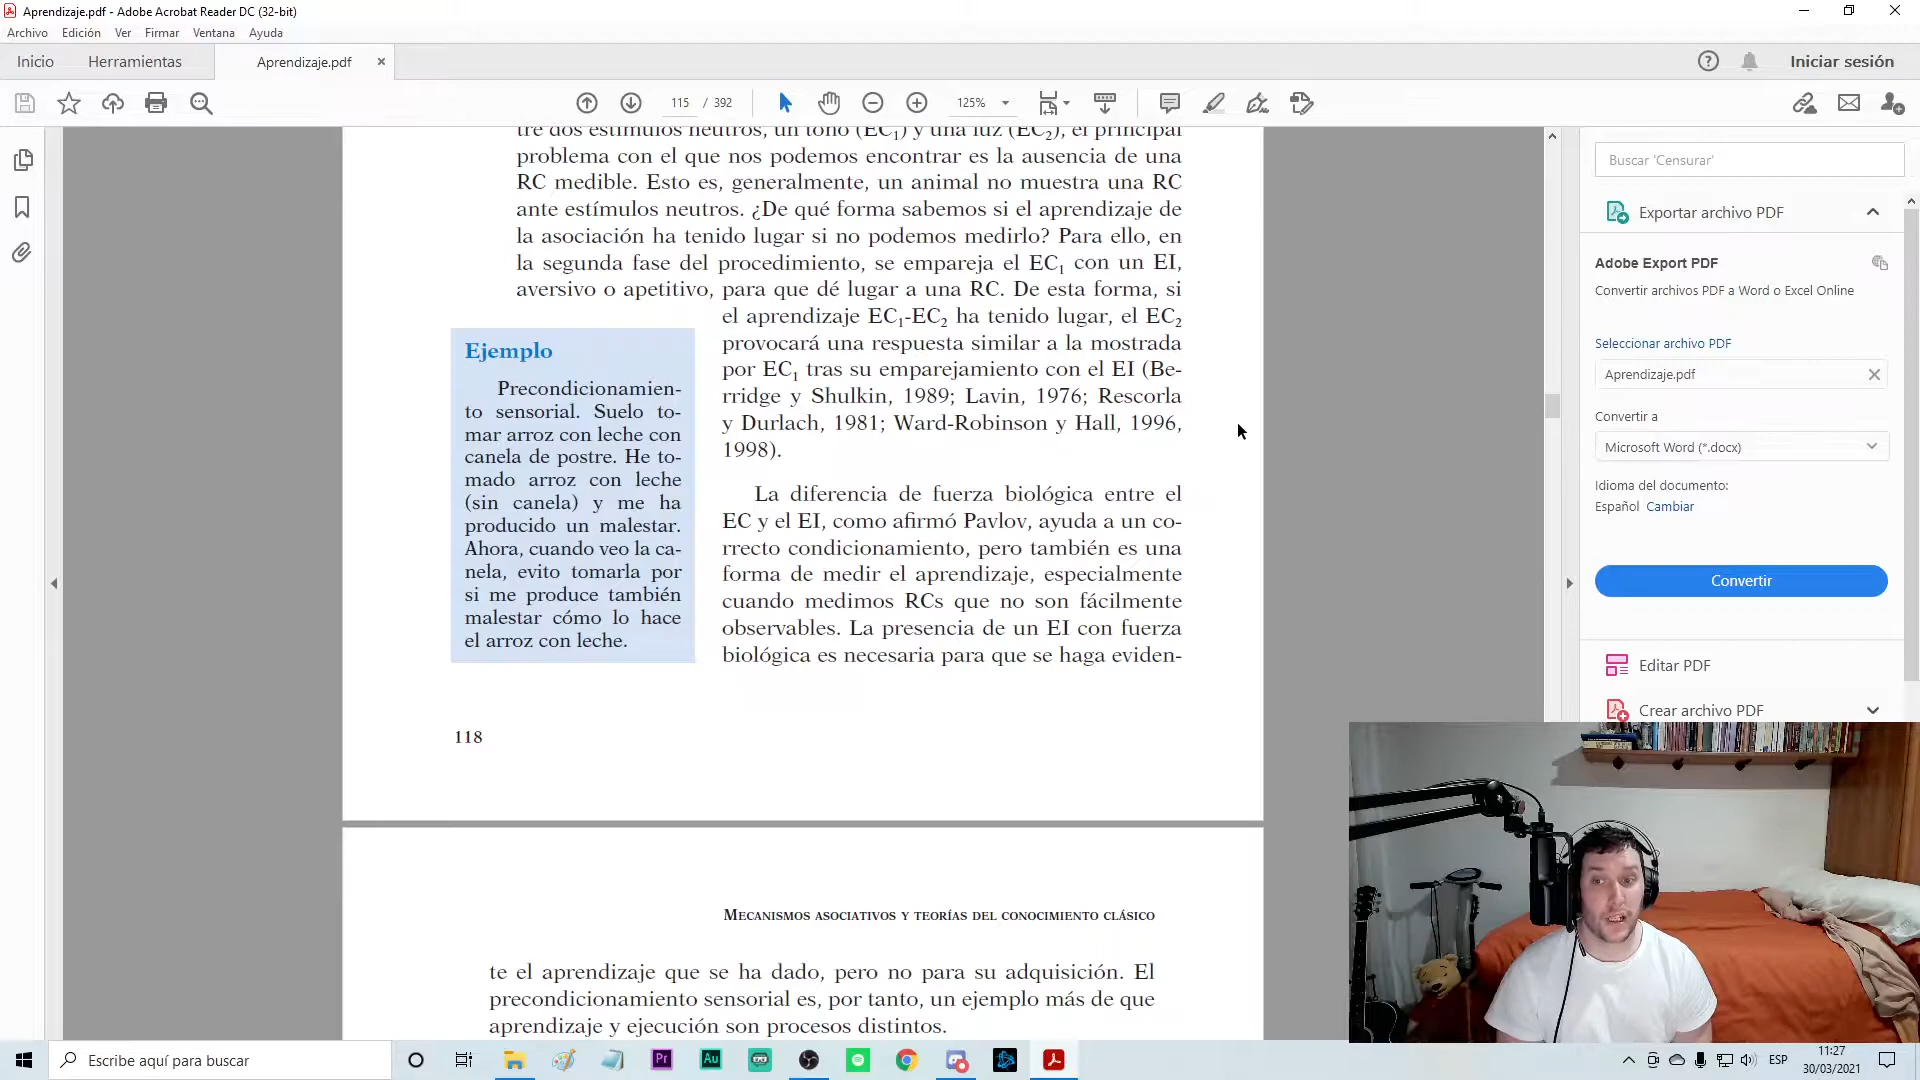 Aprendizaje.pdf - Adobe Acrobat Reader DC (32-bit)
Archivo Edición Ver Firmar Ventana Ayuda
Inicio Herramientas Aprendizaje.pdf × Iniciar sesión
115 / 392 125%
tre dos estímulos neutros, un tono (EC1) y una luz (EC2), el principal
problema con el que nos podemos encontrar es la ausencia de una
RC medible. Esto es, generalmente, un animal no muestra una RC
ante estímulos neutros. ¿De qué forma sabemos si el aprendizaje de
la asociación ha tenido lugar si no podemos medirlo? Para ello, en
la segunda fase del procedimiento, se empareja el EC1 con un EI,
aversivo o apetitivo, para que dé lugar a una RC. De esta forma, si
el aprendizaje EC1-EC2 ha tenido lugar, el EC2
provocará una respuesta similar a la mostrada
por EC1 tras su emparejamiento con el EI (Be-
rridge y Shulkin, 1989; Lavin, 1976; Rescorla
y Durlach, 1981; Ward-Robinson y Hall, 1996,
1998).
Ejemplo
Precondicionamien-
to sensorial. Suelo to-
mar arroz con leche con
canela de postre. He to-
mado arroz con leche
(sin canela) y me ha
producido un malestar.
Ahora, cuando veo la ca-
nela, evito tomarla por
si me produce también
malestar cómo lo hace
el arroz con leche.
La diferencia de fuerza biológica entre el
EC y el EI, como afirmó Pavlov, ayuda a un co-
rrecto condicionamiento, pero también es una
forma de medir el aprendizaje, especialmente
cuando medimos RCs que no son fácilmente
observables. La presencia de un EI con fuerza
biológica es necesaria para que se haga eviden-
118
MECANISMOS ASOCIATIVOS Y TEORÍAS DEL CONOCIMIENTO CLÁSICO
te el aprendizaje que se ha dado, pero no para su adquisición. El
precondicionamiento sensorial es, por tanto, un ejemplo más de que
aprendizaje y ejecución son procesos distintos.
Buscar 'Censurar'
Exportar archivo PDF
Adobe Export PDF
Convertir archivos PDF a Word o Excel Online
Seleccionar archivo PDF
Aprendizaje.pdf
Convertir a
Microsoft Word (*.docx)
Idioma del documento:
Español Cambiar
Convertir
Editar PDF
Crear archivo PDF
Escribe aquí para buscar
Pr
Au
ESP
11:27
30/03/2021